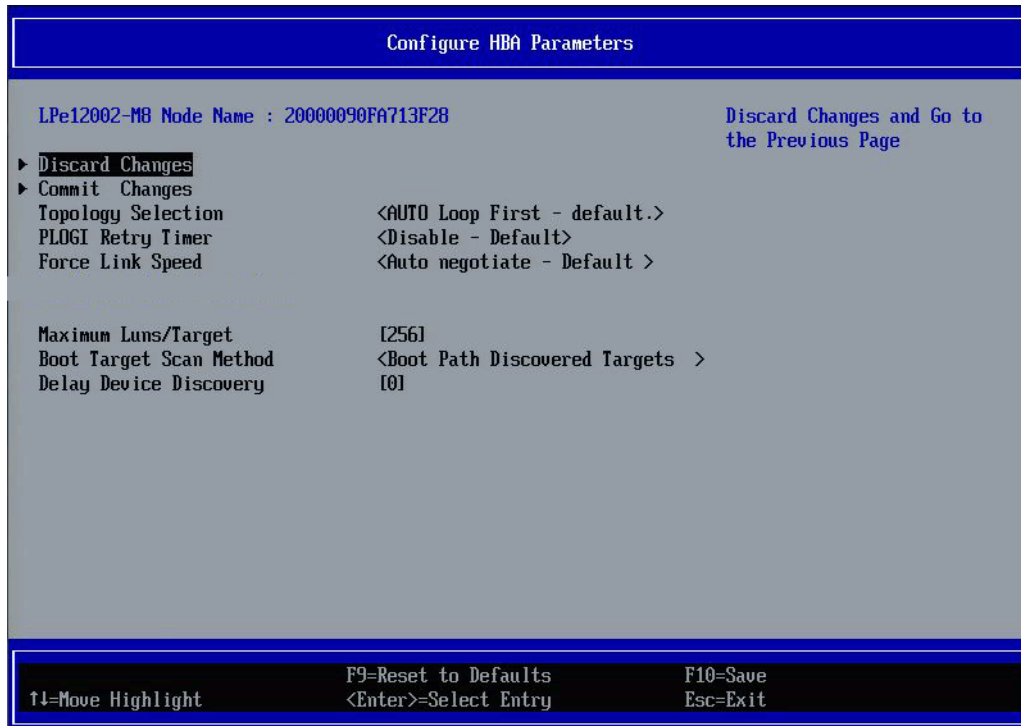 Configure HBA Parameters
LPe12002-M8 Node Name : 20000090FA713F28
Discard Changes and Go to
the Previous Page
Discard Changes
Commit  Changes
Topology Selection <AUTO Loop First - default.>
PLOGI Retry Timer <Disable - Default>
Force Link Speed <Auto negotiate - Default >
Maximum Luns/Target [256]
Boot Target Scan Method <Boot Path Discovered Targets  >
Delay Device Discovery [0]
F9=Reset to Defaults F10=Save
↑↓=Move Highlight <Enter>=Select Entry Esc=Exit